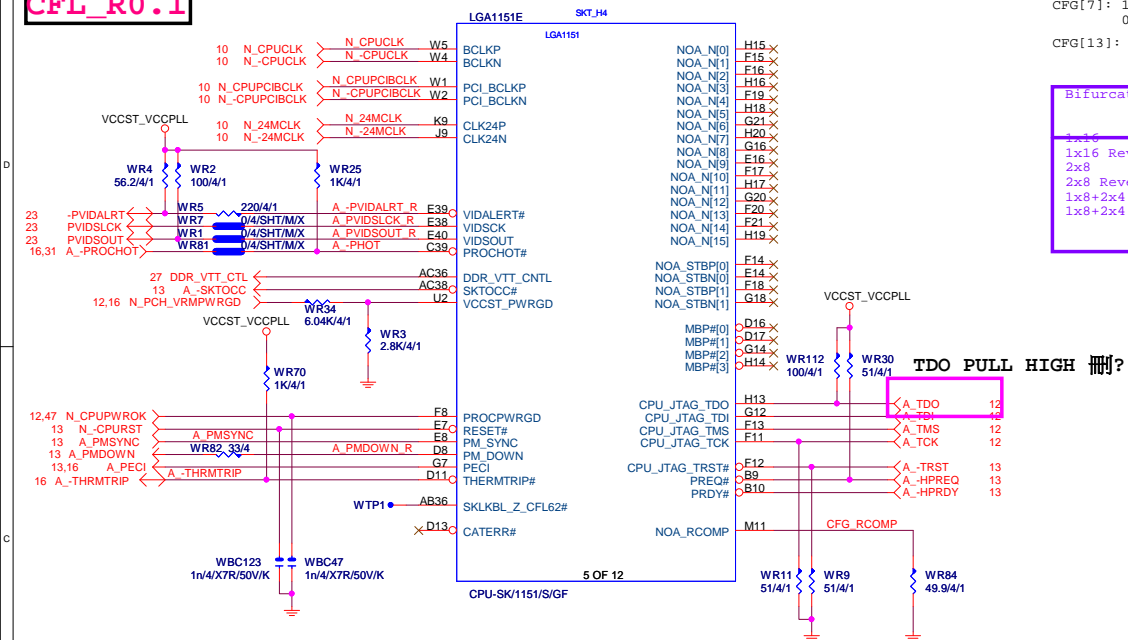 CFL_R0.1
LGA1151E
SKT_H4
LGA1151
CFG[7]: 1
0
CFG[13]:
Bifurcat
1x16
1x16 Rev
2x8
2x8 Reve
1x8+2x4
1x8+2x4
D
C
10 N_CPUCLK N_CPUCLK W5 BCLKP
10 N_-CPUCLK N_-CPUCLK W4 BCLKN
10 N_CPUPCIBCLK N_CPUPCIBCLK W1 PCI_BCLKP
10 N_-CPUPCIBCLK N_-CPUPCIBCLK W2 PCI_BCLKN
10 N_24MCLK N_24MCLK K9 CLK24P
10 N_-24MCLK N_-24MCLK J9 CLK24N
VCCST_VCCPLL
WR4
56.2/4/1
WR2
100/4/1
WR25
1K/4/1
23 -PVIDALRT WR5 220/4/1 A_-PVIDALRT_R E39 VIDALERT#
23 PVIDSLCK WR7 0/4/SHT/M/X A_PVIDSLCK_R E38 VIDSCK
23 PVIDSOUT WR1 0/4/SHT/M/X A_PVIDSOUT_R E40 VIDSOUT
16,31 A_-PROCHOT WR81 0/4/SHT/M/X A_-PHOT C39 PROCHOT#
27 DDR_VTT_CTL AC36 DDR_VTT_CNTL
13 A_-SKTOCC AC38 SKTOCC#
12,16 N_PCH_VRMPWRGD U2 VCCST_PWRGD
WR34
6.04K/4/1
WR3
2.8K/4/1
VCCST_VCCPLL
WR70
1K/4/1
12,47 N_CPUPWROK F8 PROCPWRGD
13 N_-CPURST E7 RESET#
13 A_PMSYNC A_PMSYNC E8 PM_SYNC
13 A_PMDOWN WR82 33/4 A_PMDOWN_R D8 PM_DOWN
13,16 A_PECI G7 PECI
16 A_-THRMTRIP A_-THRMTRIP D11 THERMTRIP#
WTP1 AB36 SKLKBL_Z_CFL62#
D13 CATERR#
WBC123
1n/4/X7R/50V/K
WBC47
1n/4/X7R/50V/K
NOA_N[0] H15
NOA_N[1] F15
NOA_N[2] F16
NOA_N[3] H16
NOA_N[4] F19
NOA_N[5] H18
NOA_N[6] G21
NOA_N[7] H20
NOA_N[8] G16
NOA_N[9] E16
NOA_N[10] F17
NOA_N[11] H17
NOA_N[12] G20
NOA_N[13] F20
NOA_N[14] F21
NOA_N[15] H19
NOA_STBP[0] F14
NOA_STBN[0] E14
NOA_STBP[1] F18
NOA_STBN[1] G18
MBP#[0] D16
MBP#[1] D17
MBP#[2] G14
MBP#[3] H14
VCCST_VCCPLL
WR112
100/4/1
WR30
51/4/1
TDO PULL HIGH 刪?
CPU_JTAG_TDO H13 A_TDO 12
CPU_JTAG_TDI G12 A_TDI 12
CPU_JTAG_TMS F13 A_TMS 12
CPU_JTAG_TCK F11 A_TCK 12
CPU_JTAG_TRST# F12 A_-TRST 13
PREQ# B9 A_-HPREQ 13
PRDY# B10 A_-HPRDY 13
NOA_RCOMP M11 CFG_RCOMP
WR11
51/4/1
WR9
51/4/1
WR84
49.9/4/1
5 OF 12
CPU-SK/1151/S/GF